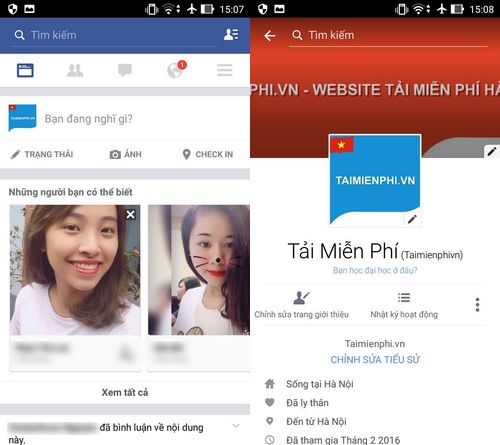 15:07
Tìm kiếm
1
Bạn đang nghĩ gì?
TRẠNG THÁI
ẢNH
CHECK IN
Những người bạn có thể biết
Xem tất cả
đã bình luận về nội dung
này.
15:08
Tìm kiếm
PHI.VN - WEBSITE TẢI MIỄN PHÍ HÀ
TAIMIENPHI.VN
Tải Miễn Phí (Taimienphivn)
Bạn học đại học ở đâu?
Chỉnh sửa trang giới thiệu
Nhật ký hoạt động
Taimienphi.vn
CHỈNH SỬA TIỂU SỬ
Sống tại Hà Nội
Đã ly thân
Đến từ Hà Nội
Đã tham gia Tháng 2 2016